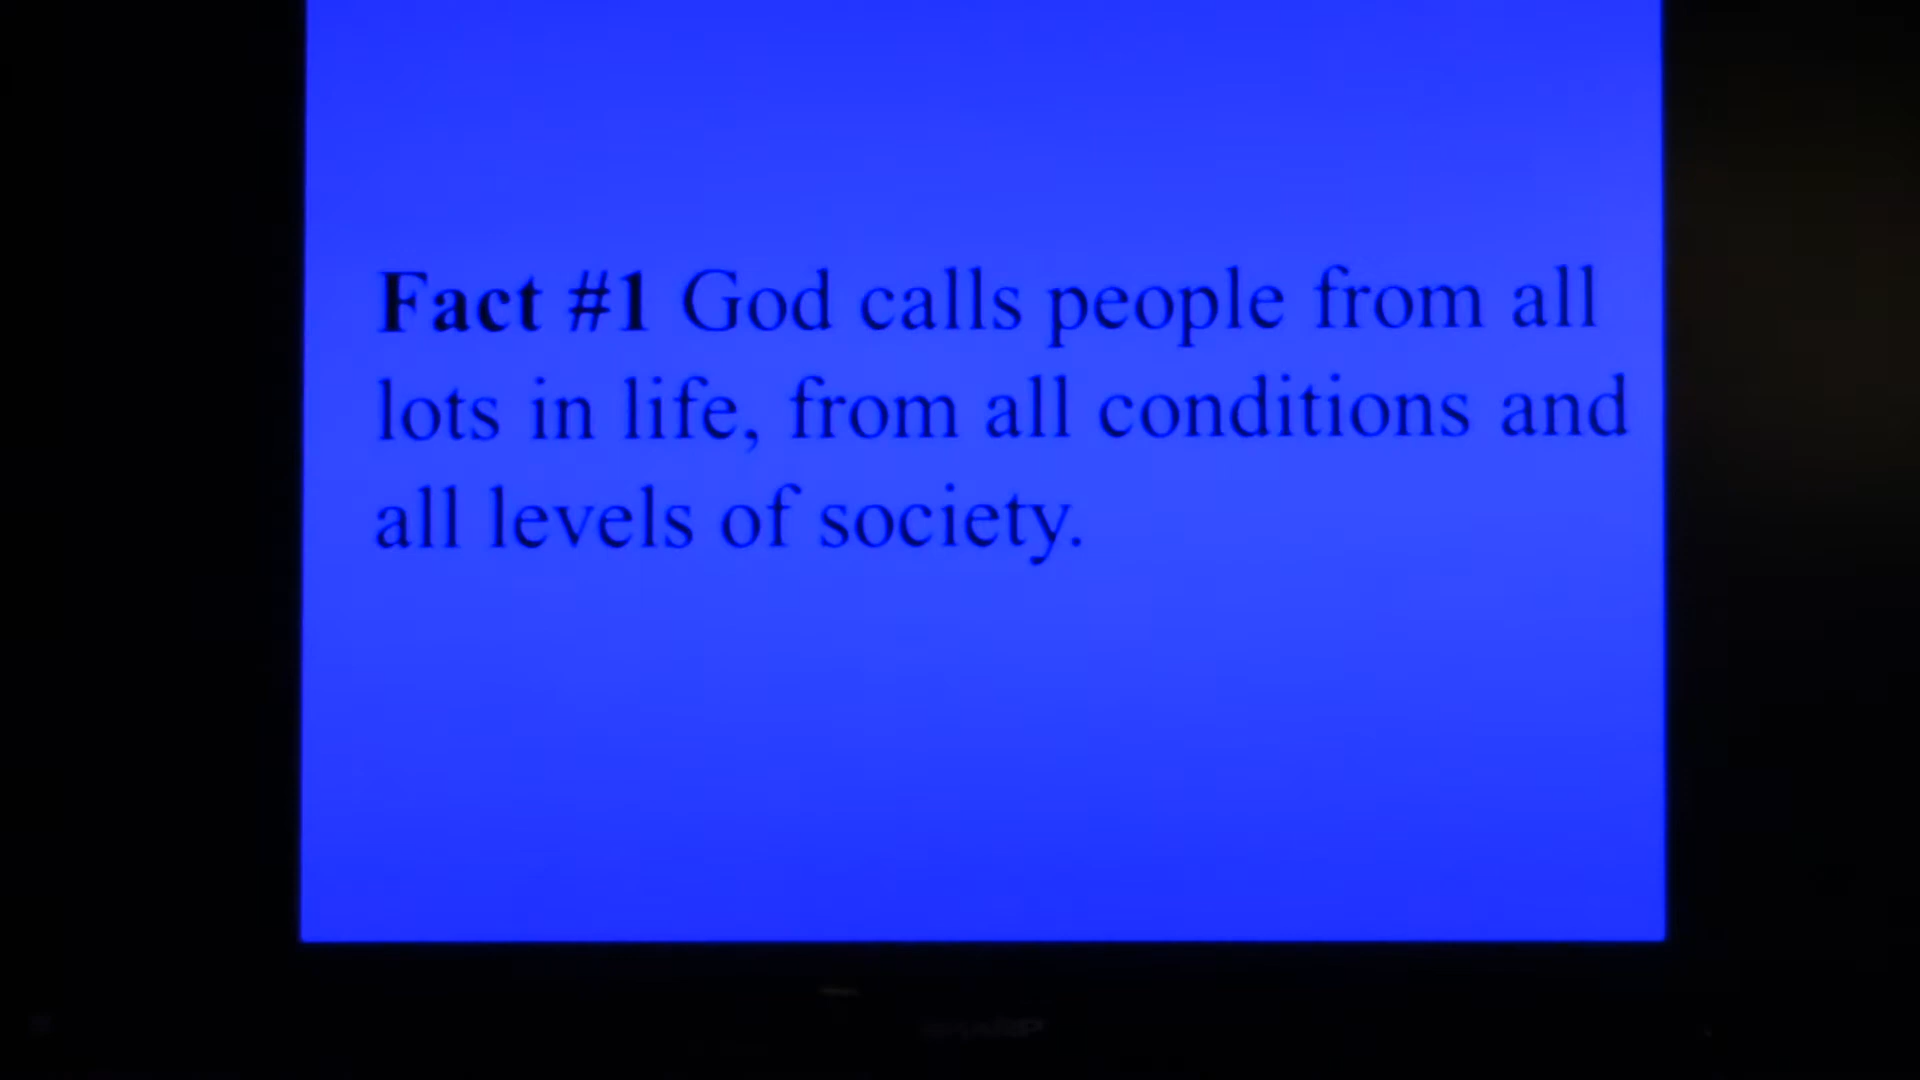 Fact #1 God calls people from all
lots in life, from all conditions and
all levels of society.